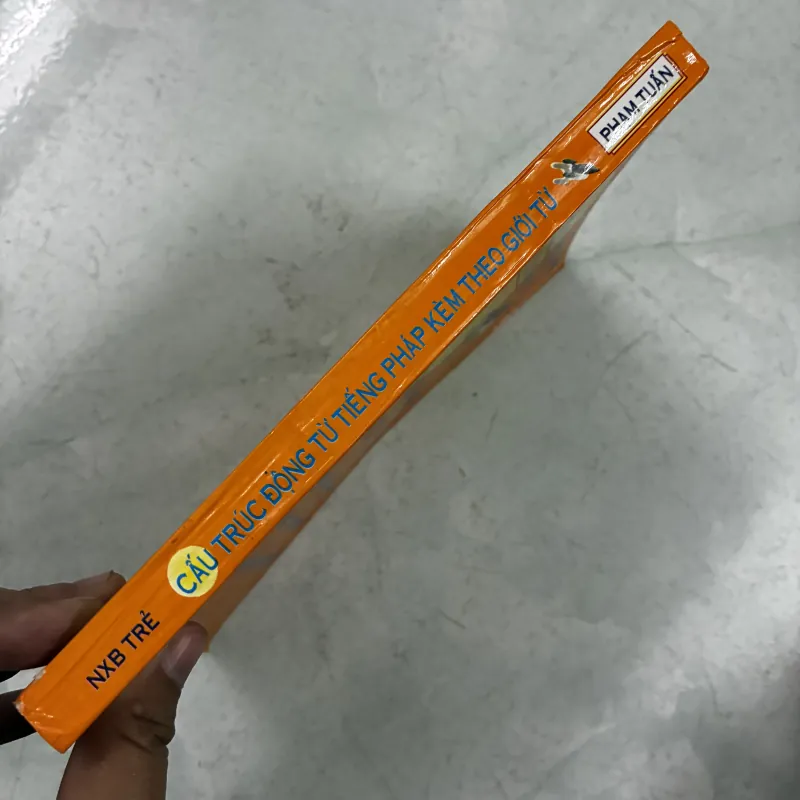 NXB TRẺ
CẤU TRÚC ĐỘNG TỪ TIẾNG PHÁP KÈM THEO GIỚI TỪ
PHẠM TUẤN